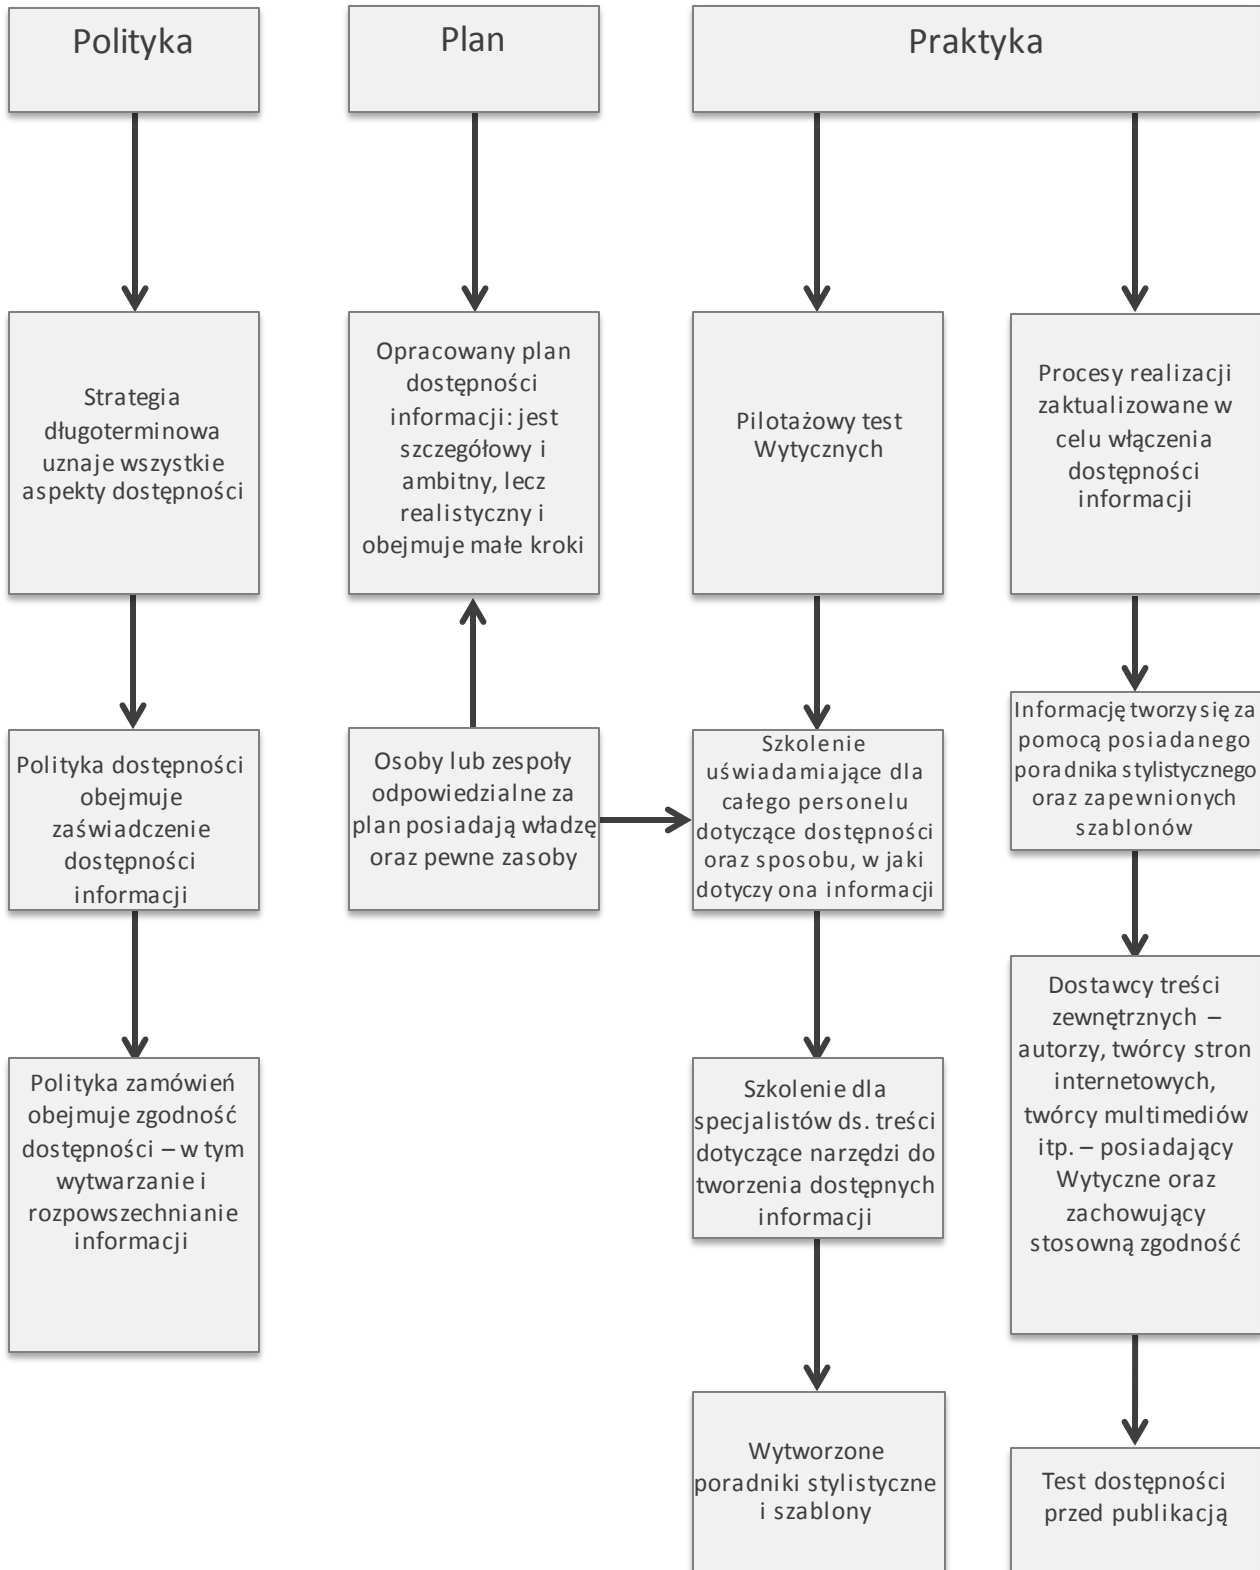 Polityka
Plan
Praktyka
Strategia
długoterminowa
uznaje wszystkie
aspekty dostępności
Opracowany plan
dostępności
informacji: jest
szczegółowy i
ambitny, lecz
realistyczny i
obejmuje małe kroki
Pilotażowy test
Wytycznych
Procesy realizacji
zaktualizowane w
celu włączenia
dostępności
informacji
Polityka dostępności
obejmuje
zaświadczenie
dostępności
informacji
Osoby lub zespoły
odpowiedzialne za
plan posiadają władzę
oraz pewne zasoby
Szkolenie
uświadamiające dla
całego personelu
dotyczące dostępności
oraz sposobu, w jaki
dotyczy ona informacji
Informację tworzy się za
pomocą posiadanego
poradnika stylistycznego
oraz zapewnionych
szablonów
Polityka zamówień
obejmuje zgodność
dostępności – w tym
wytwarzanie i
rozpowszechnianie
informacji
Szkolenie dla
specjalistów ds. treści
dotyczące narzędzi do
tworzenia dostępnych
informacji
Dostawcy treści
zewnętrznych –
autorzy, twórcy stron
internetowych,
twórcy multimediów
itp. – posiadający
Wytyczne oraz
zachowujący
stosowną zgodność
Wytworzone
poradniki stylistyczne
i szablony
Test dostępności
przed publikacją